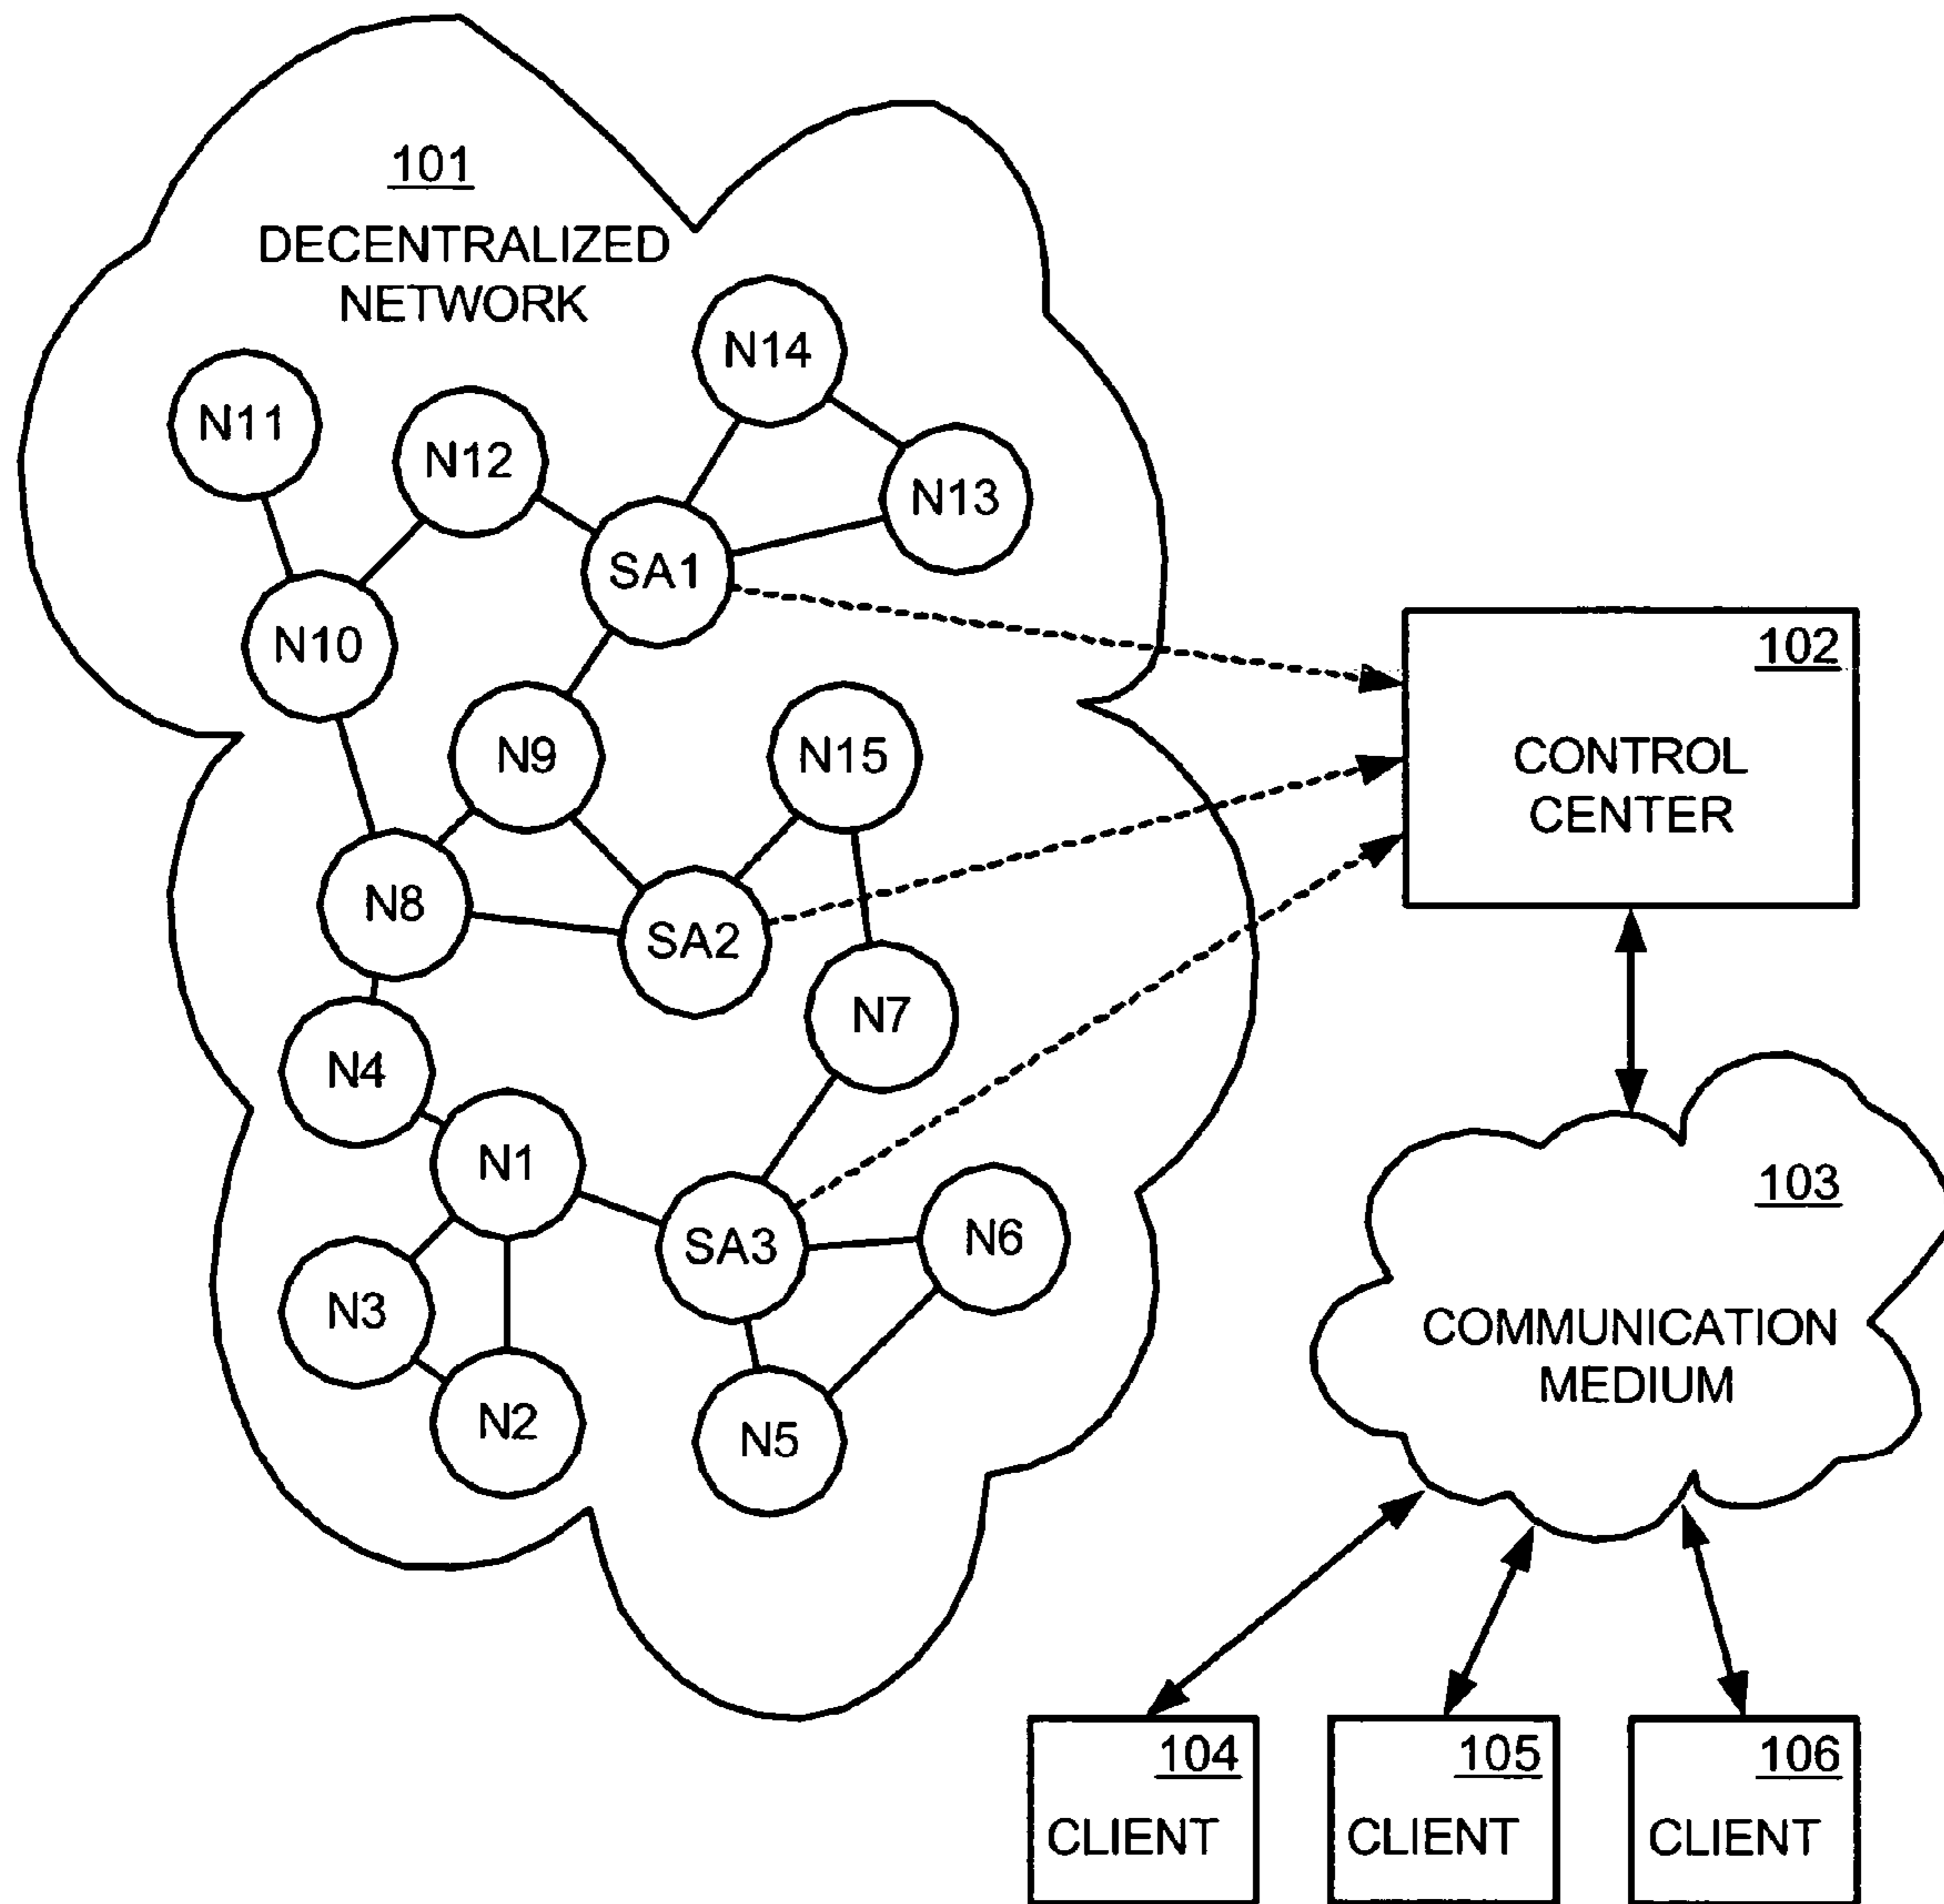 101
DECENTRALIZED
NETWORK
N14
N11
N12
N13
SA1
N10
102
CONTROL
CENTER
N9
N15
N8
SA2
N7
N4
N1
103
SA3
N6
N3
COMMUNICATION
MEDIUM
N2
N5
104
CLIENT
105
CLIENT
106
CLIENT